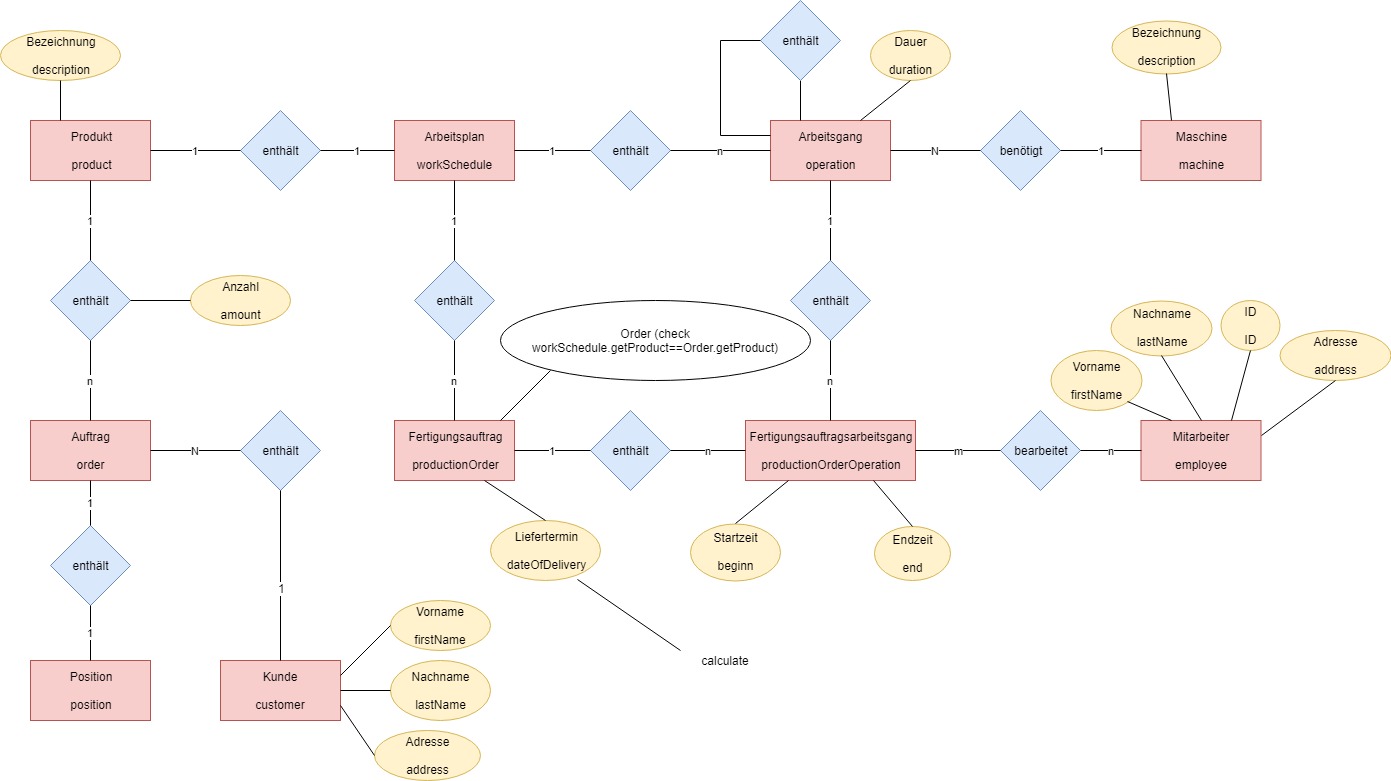 enthält
Bezeichnung
description
Dauer
duration
Bezeichnung
description
Produkt
product
1
enthält
1
Arbeitsplan
workSchedule
1
enthält
n
Arbeitsgang
operation
N
benötigt
1
Maschine
machine
1
1
1
enthält
Anzahl
amount
enthält
enthält
Order (check
workSchedule.getProduct==Order.getProduct)
Nachname
lastName
ID
ID
Adresse
address
Vorname
firstName
n
n
n
Auftrag
order
N
enthält
Fertigungsauftrag
productionOrder
1
enthält
n
Fertigungsauftragsarbeitsgang
productionOrderOperation
m
bearbeitet
n
Mitarbeiter
employee
1
enthält
1
1
Liefertermin
dateOfDelivery
Startzeit
beginn
Endzeit
end
calculate
Position
position
Kunde
customer
Vorname
firstName
Nachname
lastName
Adresse
address